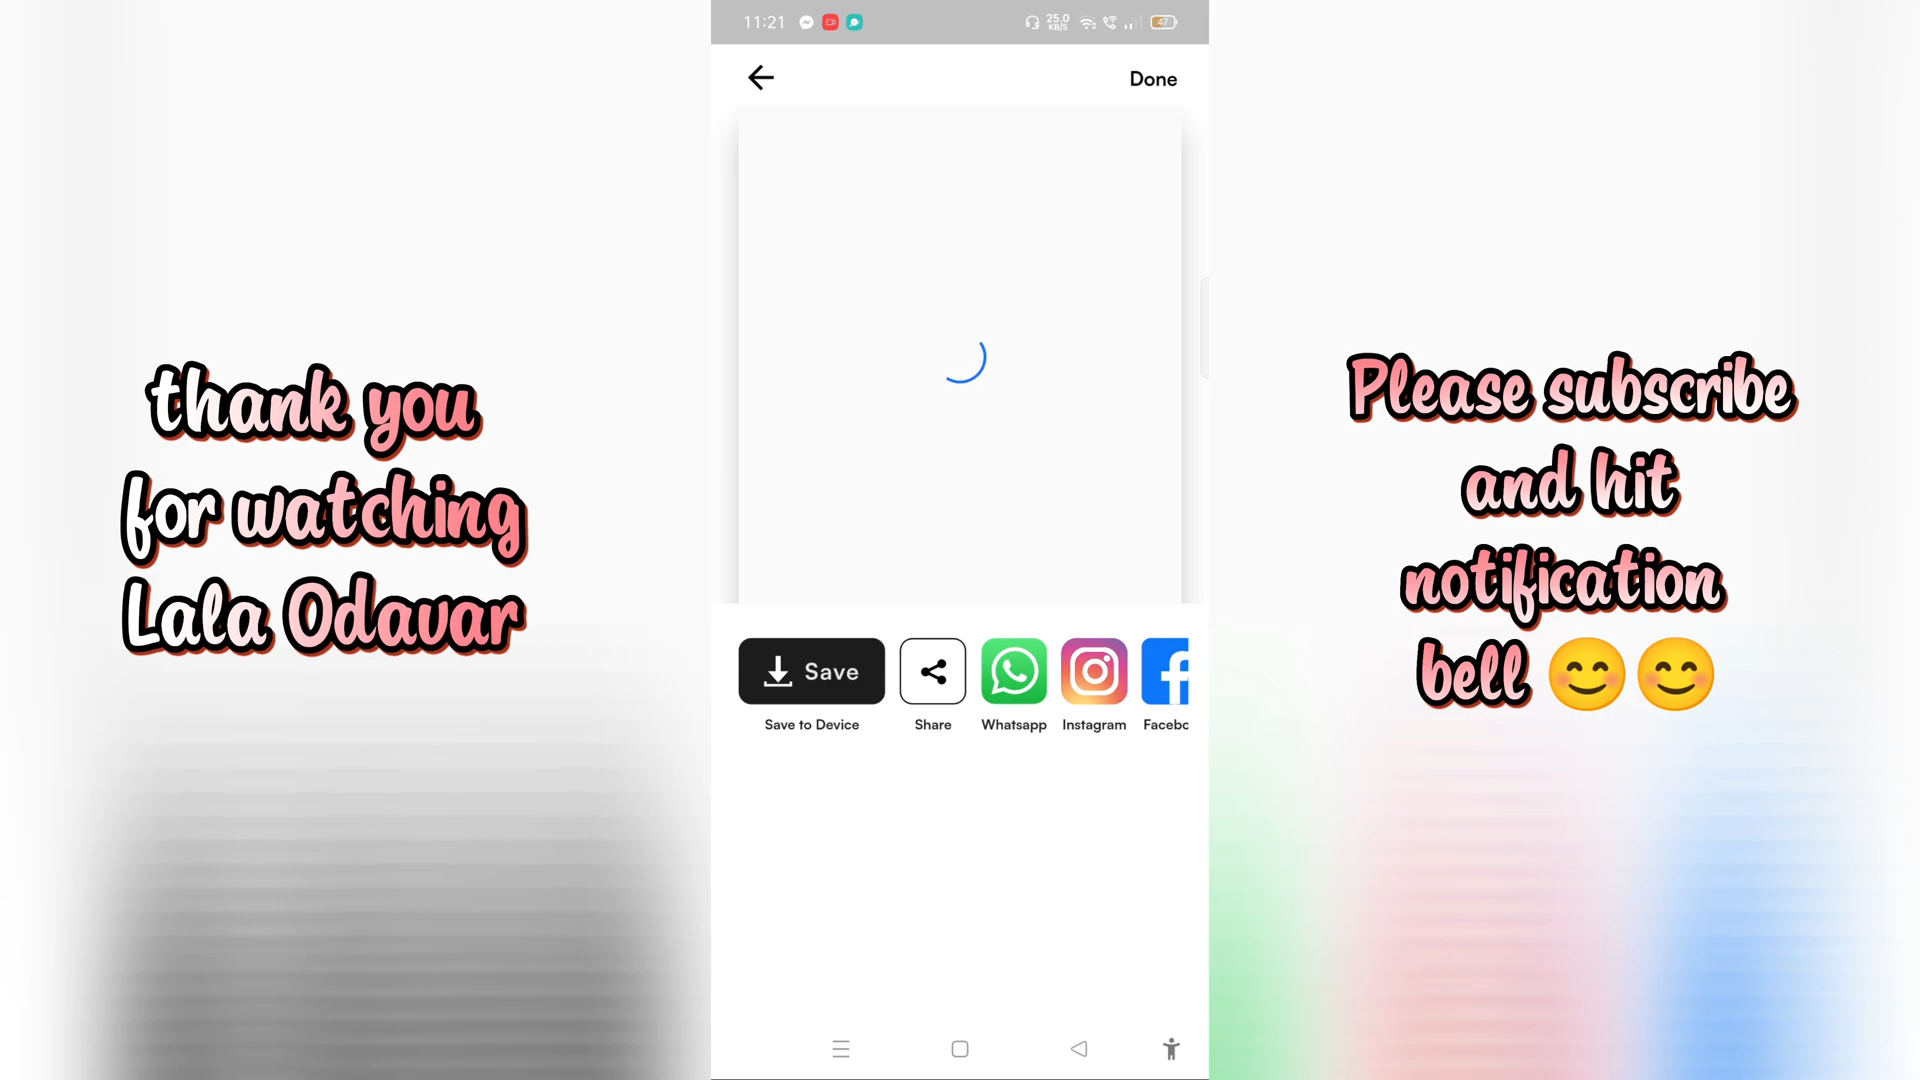 11:21
25.0
KB/S
47
Done
thank you
for watching
Lala Odavar
Please subscribe
and hit
notification
bell 😊😊
Save
Save to Device
Share
Whatsapp
Instagram
Facebo